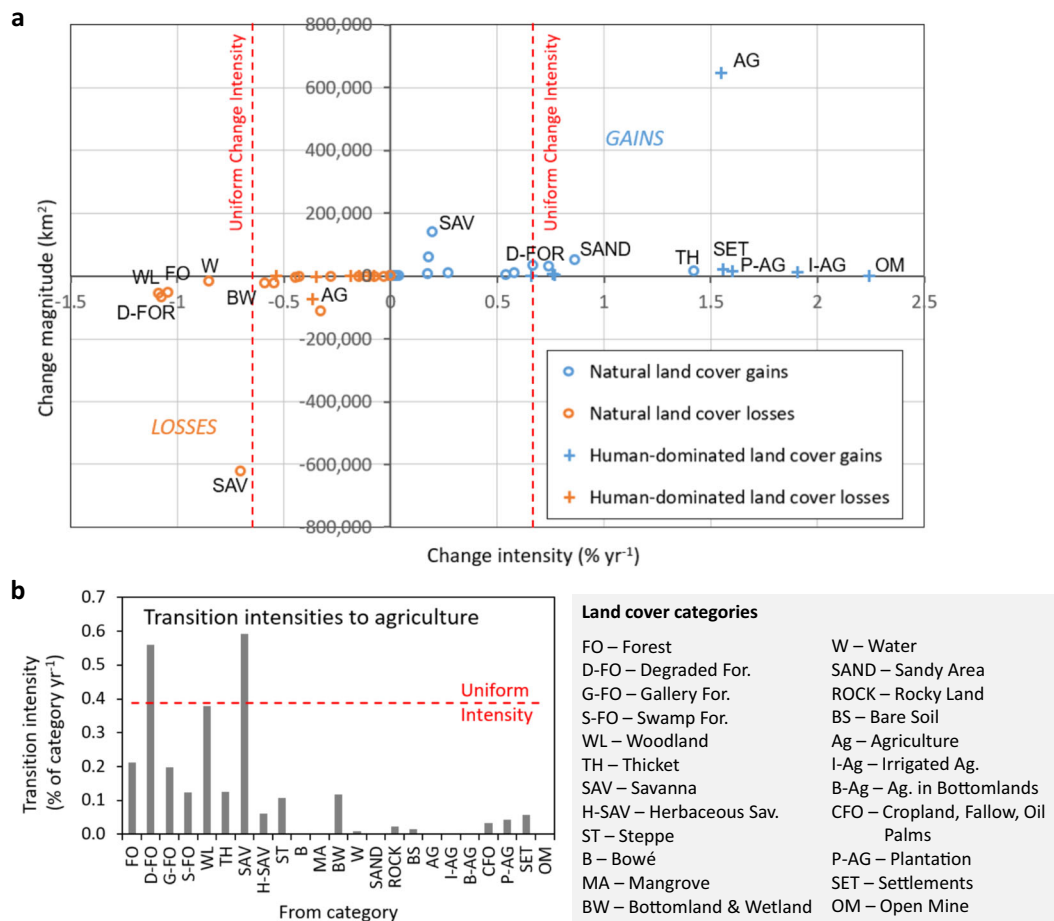 a
800,000
600,000
400,000
200,000
0
-200,000
-400,000
-600,000
-800,000
-1.5
-1
-0.5
0.5
1
1.5
2
2.5
Change magnitude (km²)
Change intensity (% yr⁻¹)
Uniform Change Intensity
Uniform Change Intensity
GAINS
LOSSES
AG
SAV
D-FOR
SAND
TH
SET
P-AG
I-AG
OM
WL
FO
W
D-FOR
BW
AG
SAV
Natural land cover gains
Natural land cover losses
Human-dominated land cover gains
Human-dominated land cover losses
b
Transition intensities to agriculture
Transition intensity
(% of category yr⁻¹)
0.7
0.6
0.5
0.4
0.3
0.2
0.1
0.0
Uniform
Intensity
FO
D-FO
G-FO
S-FO
WL
TH
SAV
H-SAV
ST
B
MA
BW
W
SAND
ROCK
BS
AG
I-AG
B-AG
CFO
P-AG
SET
OM
From category
Land cover categories
FO – Forest
D-FO – Degraded For.
G-FO – Gallery For.
S-FO – Swamp For.
WL – Woodland
TH – Thicket
SAV – Savanna
H-SAV – Herbaceous Sav.
ST – Steppe
B – Bowé
MA – Mangrove
BW – Bottomland & Wetland
W – Water
SAND – Sandy Area
ROCK – Rocky Land
BS – Bare Soil
Ag – Agriculture
I-Ag – Irrigated Ag.
B-Ag – Ag. in Bottomlands
CFO – Cropland, Fallow, Oil
Palms
P-AG – Plantation
SET – Settlements
OM – Open Mine